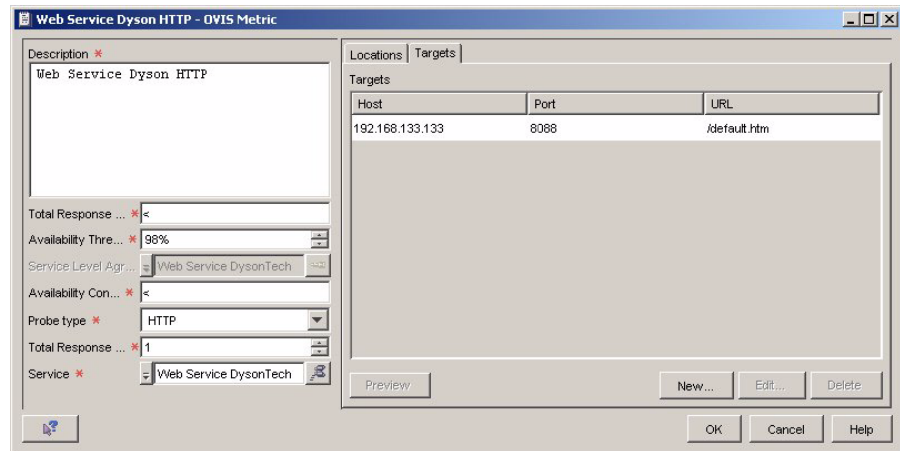 Web Service Dyson HTTP - OVIS Metric
Description *
Web Service Dyson HTTP
Total Response ... * <
Availability Thre... * 98%
Service Level Agr... Web Service DysonTech
Availability Con... * <
Probe type * HTTP
Total Response ... * 1
Service * Web Service DysonTech
Locations Targets
Targets
Host Port URL
192.168.133.133 8088 /default.htm
Preview New... Edit... Delete
OK Cancel Help